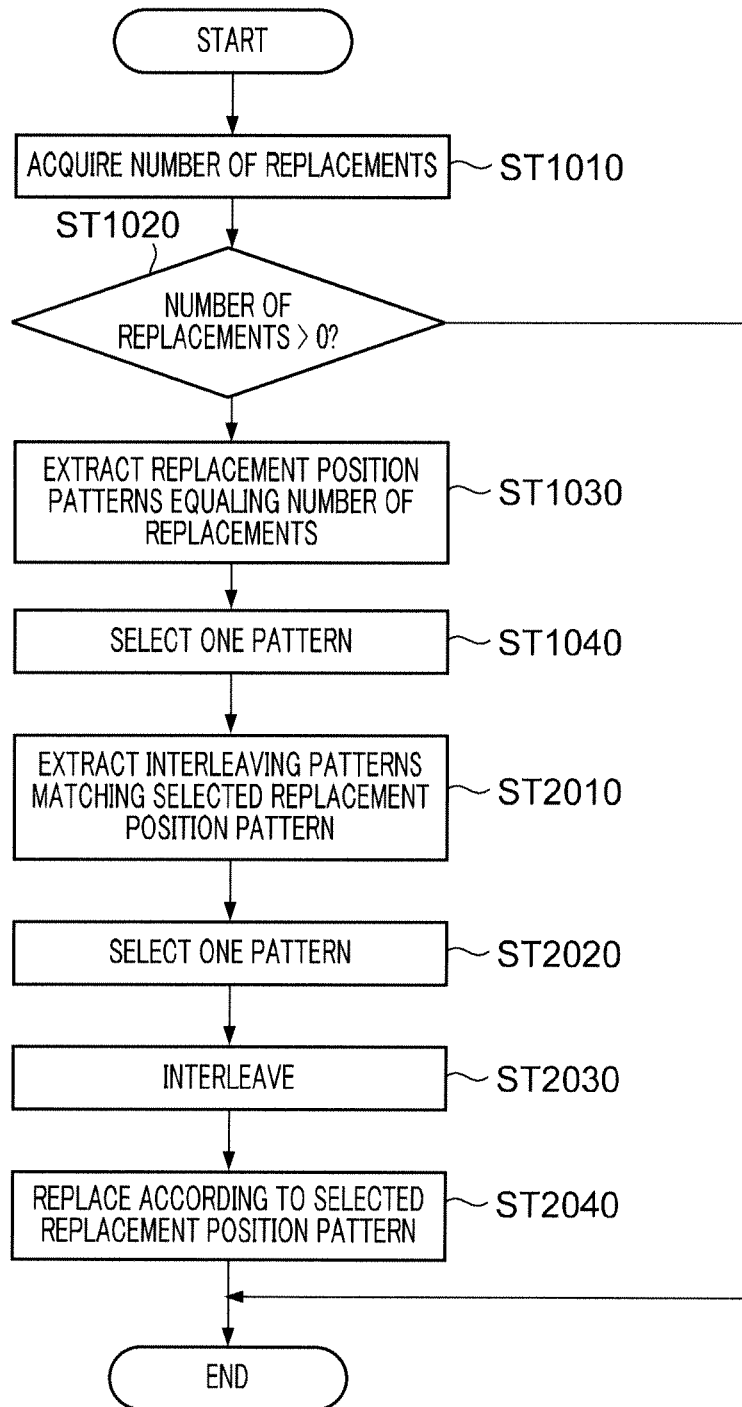 START
ACQUIRE NUMBER OF REPLACEMENTS
ST1010
ST1020
NUMBER OF
REPLACEMENTS > 0?
EXTRACT REPLACEMENT POSITION
PATTERNS EQUALING NUMBER OF
REPLACEMENTS
ST1030
SELECT ONE PATTERN
ST1040
EXTRACT INTERLEAVING PATTERNS
MATCHING SELECTED REPLACEMENT
POSITION PATTERN
ST2010
SELECT ONE PATTERN
ST2020
INTERLEAVE
ST2030
REPLACE ACCORDING TO SELECTED
REPLACEMENT POSITION PATTERN
ST2040
END